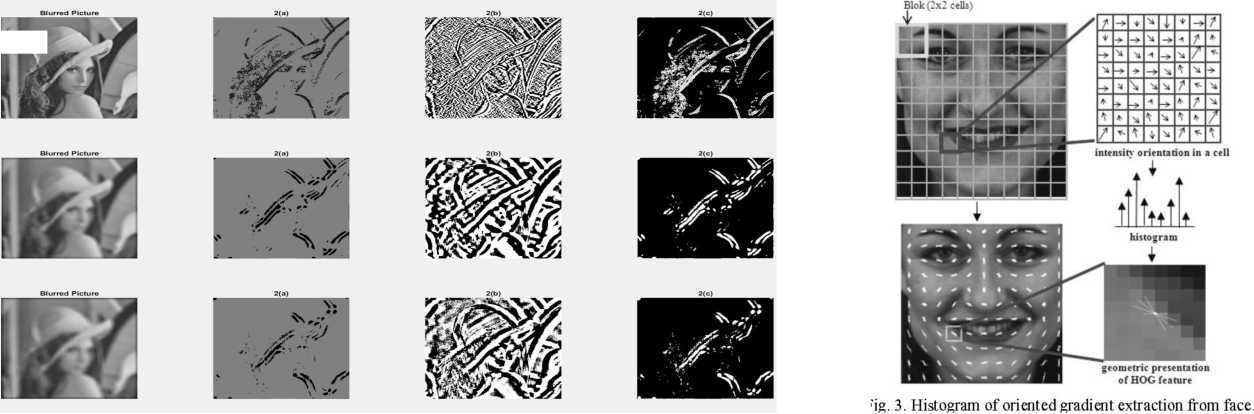 Blurred Picture 2(a) 2(b) 2(c)
Blurred Picture 2(a) 2(b) 2(c)
Blurred Picture 2(a) 2(b) 2(c)
Blok (2x2 cells)
intensity orientation in a cell
histogram
geometric presentation
of HOG feature
Fig. 3. Histogram of oriented gradient extraction from face